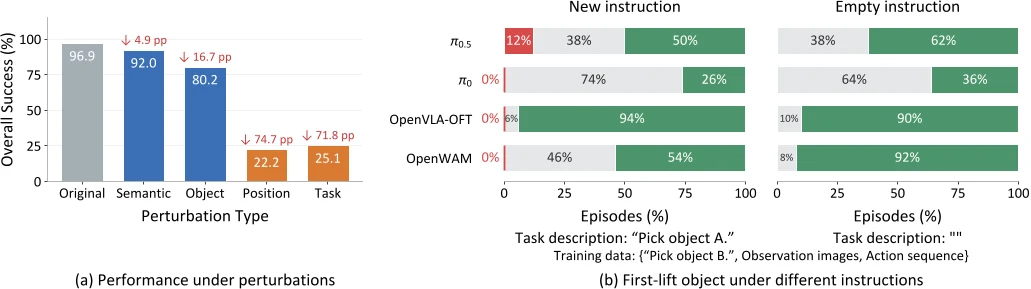 Overall Success (%)
100
75
50
25
0
96.9
↓ 4.9 pp
92.0
↓ 16.7 pp
80.2
↓ 74.7 pp
22.2
↓ 71.8 pp
25.1
Original Semantic Object Position Task
Perturbation Type
(a) Performance under perturbations
New instruction
π0.5 12% 38% 50%
π0 0% 74% 26%
OpenVLA-OFT 0% 6% 94%
OpenWAM 0% 46% 54%
0 25 50 75 100
Episodes (%)
Task description: “Pick object A.”
Empty instruction
38% 62%
64% 36%
10% 90%
8% 92%
0 25 50 75 100
Episodes (%)
Task description: ""
Training data: {“Pick object B.”, Observation images, Action sequence}
(b) First-lift object under different instructions